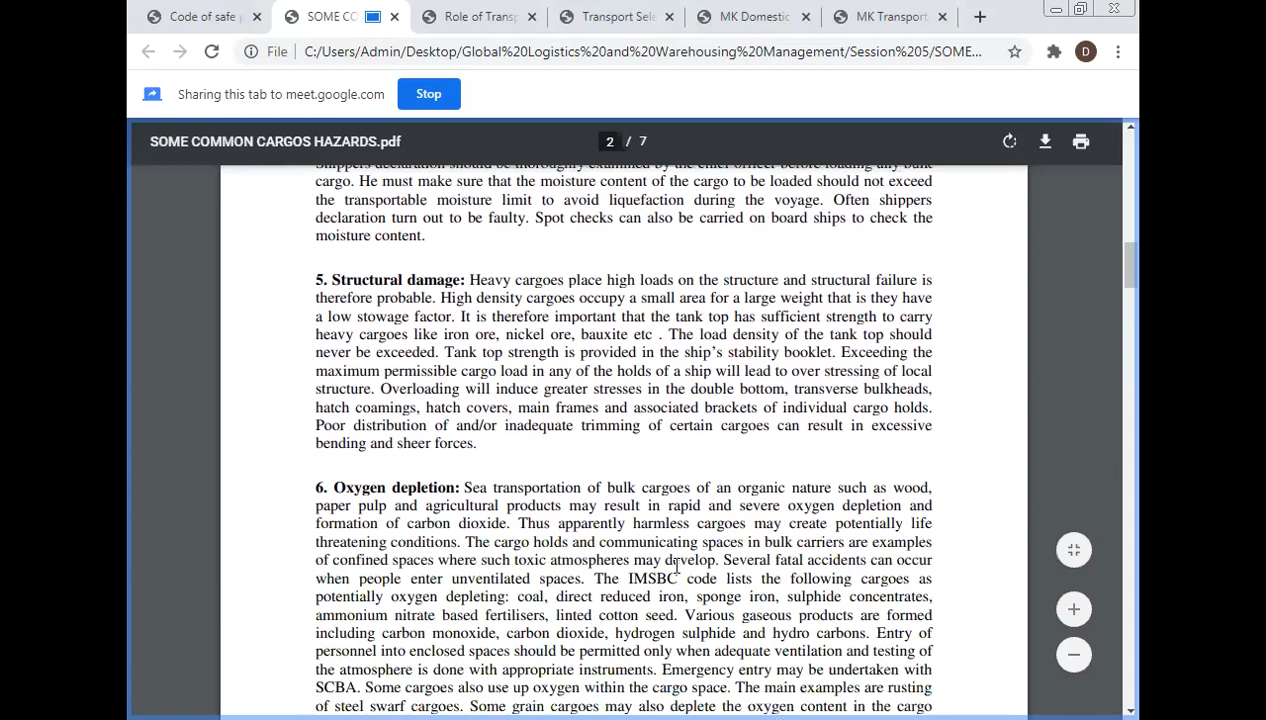 Code of safe p
SOME CO
Role of Transp
Transport Sele
MK Domestic
MK Transport
File
C:/Users/Admin/Desktop/Global%20Logistics%20and%20Warehousing%20Management/Session%205/SOME...
D
Sharing this tab to meet.google.com
Stop
SOME COMMON CARGOS HAZARDS.pdf
2 / 7
Shippers declaration should be thoroughly examined by the chief officer before loading any bulk
cargo. He must make sure that the moisture content of the cargo to be loaded should not exceed
the transportable moisture limit to avoid liquefaction during the voyage. Often shippers
declaration turn out to be faulty. Spot checks can also be carried on board ships to check the
moisture content.
5. Structural damage: Heavy cargoes place high loads on the structure and structural failure is
therefore probable. High density cargoes occupy a small area for a large weight that is they have
a low stowage factor. It is therefore important that the tank top has sufficient strength to carry
heavy cargoes like iron ore, nickel ore, bauxite etc . The load density of the tank top should
never be exceeded. Tank top strength is provided in the ship's stability booklet. Exceeding the
maximum permissible cargo load in any of the holds of a ship will lead to over stressing of local
structure. Overloading will induce greater stresses in the double bottom, transverse bulkheads,
hatch coamings, hatch covers, main frames and associated brackets of individual cargo holds.
Poor distribution of and/or inadequate trimming of certain cargoes can result in excessive
bending and sheer forces.
6. Oxygen depletion: Sea transportation of bulk cargoes of an organic nature such as wood,
paper pulp and agricultural products may result in rapid and severe oxygen depletion and
formation of carbon dioxide. Thus apparently harmless cargoes may create potentially life
threatening conditions. The cargo holds and communicating spaces in bulk carriers are examples
of confined spaces where such toxic atmospheres may develop. Several fatal accidents can occur
when people enter unventilated spaces. The IMSBC code lists the following cargoes as
potentially oxygen depleting: coal, direct reduced iron, sponge iron, sulphide concentrates,
ammonium nitrate based fertilisers, linted cotton seed. Various gaseous products are formed
including carbon monoxide, carbon dioxide, hydrogen sulphide and hydro carbons. Entry of
personnel into enclosed spaces should be permitted only when adequate ventilation and testing of
the atmosphere is done with appropriate instruments. Emergency entry may be undertaken with
SCBA. Some cargoes also use up oxygen within the cargo space. The main examples are rusting
of steel swarf cargoes. Some grain cargoes may also deplete the oxygen content in the cargo